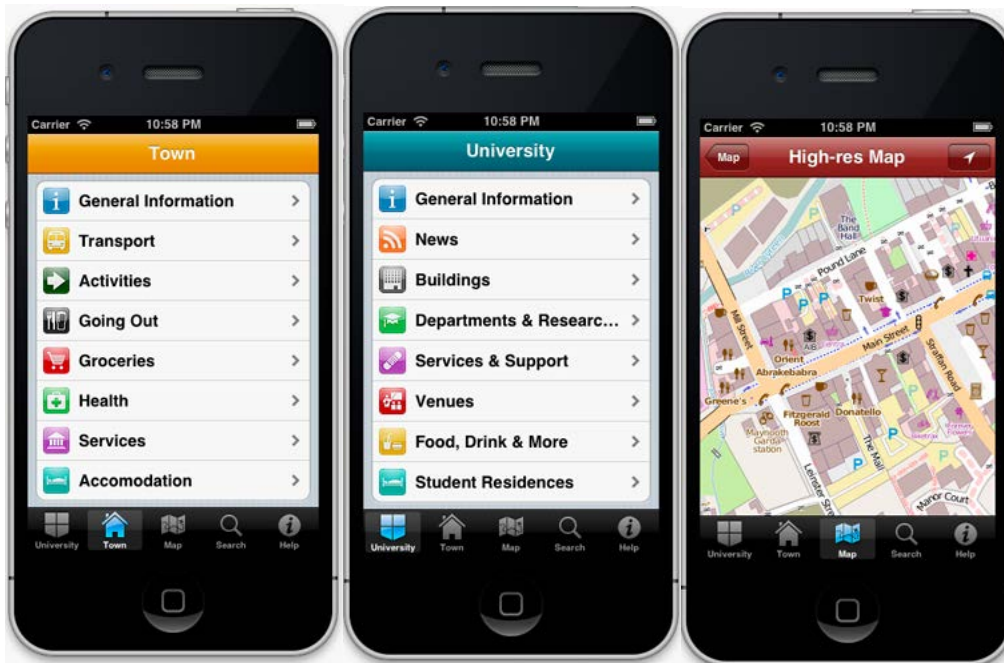 Carrier
10:58 PM
Town
General Information
Transport
Activities
Going Out
Groceries
Health
Services
Accomodation
University
Town
Map
Search
Help
Carrier
10:58 PM
University
General Information
News
Buildings
Departments & Researc...
Services & Support
Venues
Food, Drink & More
Student Residences
University
Town
Map
Search
Help
Carrier
10:58 PM
Map
High-res Map
The
Band
Hall
Pound Lane
Mill Street
Twist
AIB
Main Street
Straffan Road
Orient
Abrakebabra
Greene's
Fitzgerald
Roost
Donatello
Maynooth
Garda
station
The Mall
Leinster Stre
Manor Court
University
Town
Map
Search
Help